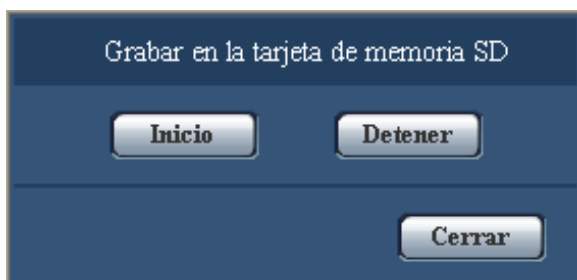 Grabar en la tarjeta de memoria SD
Inicio Detener
Cerrar